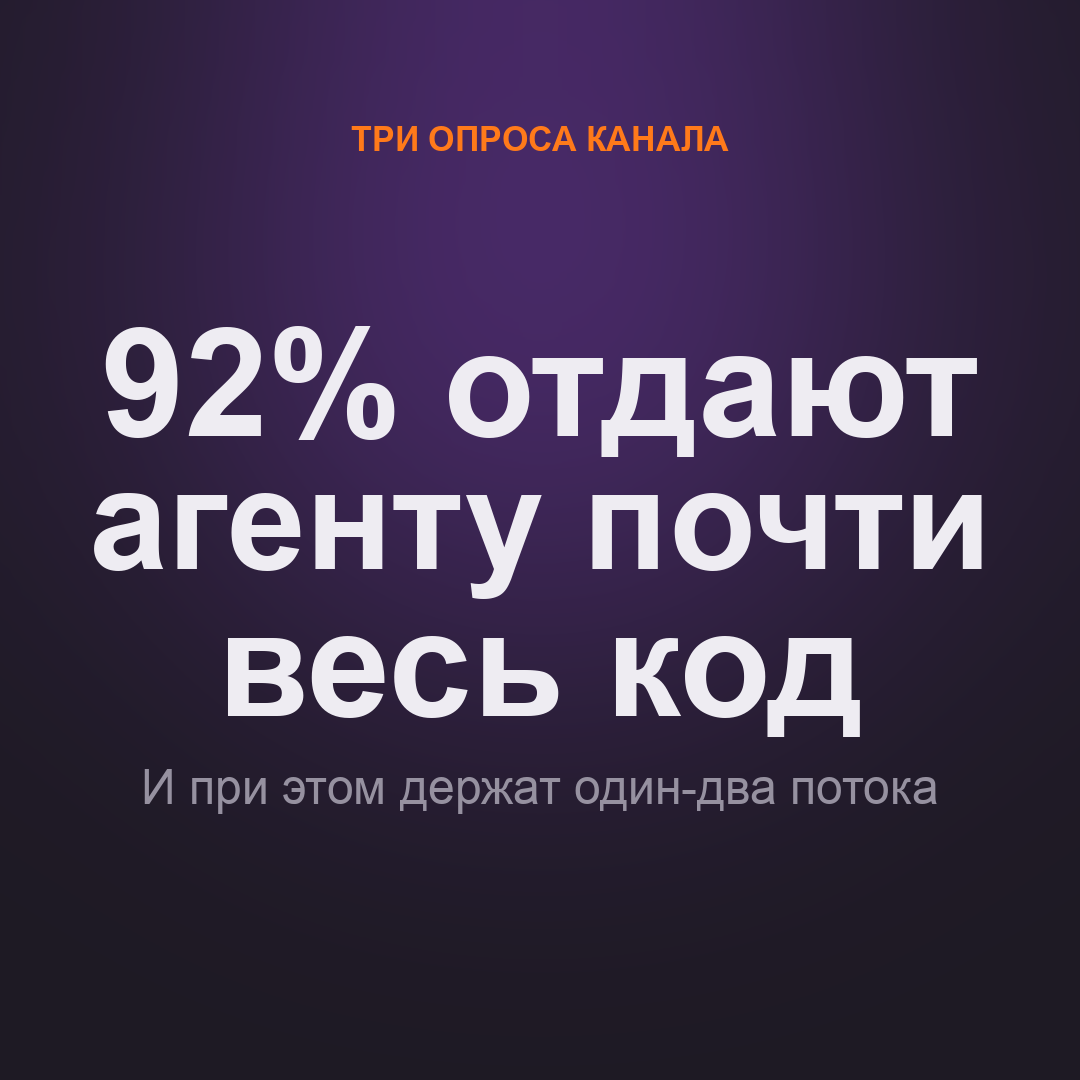 ТРИ ОПРОСА КАНАЛА
92% отдают
агенту почти
весь код
И при этом держат один-два потока